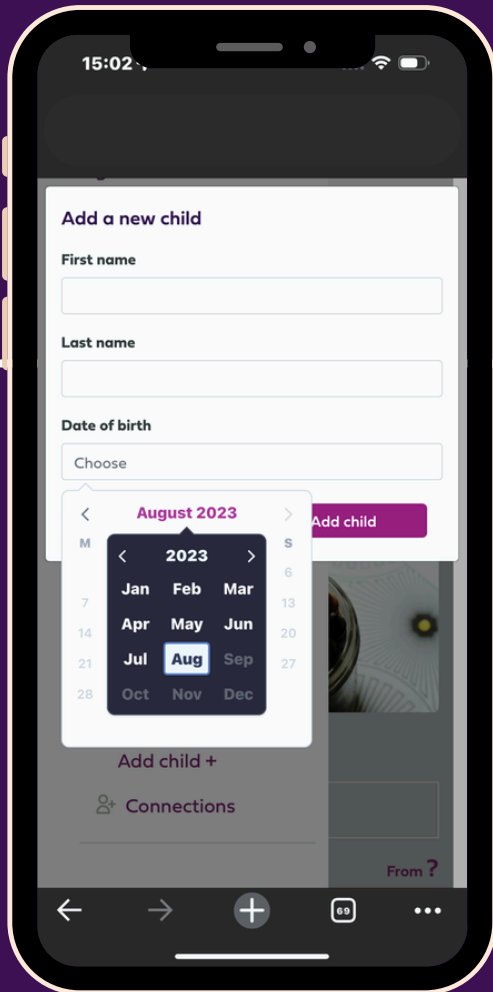 15:02
Add a new child
First name
Last name
Date of birth
Choose
August 2023
Add child
M
S
2023
6
Jan Feb Mar
7
13
Apr May Jun
14
20
Jul Aug Sep
21
27
Oct Nov Dec
28
Add child +
Connections
From ?
69